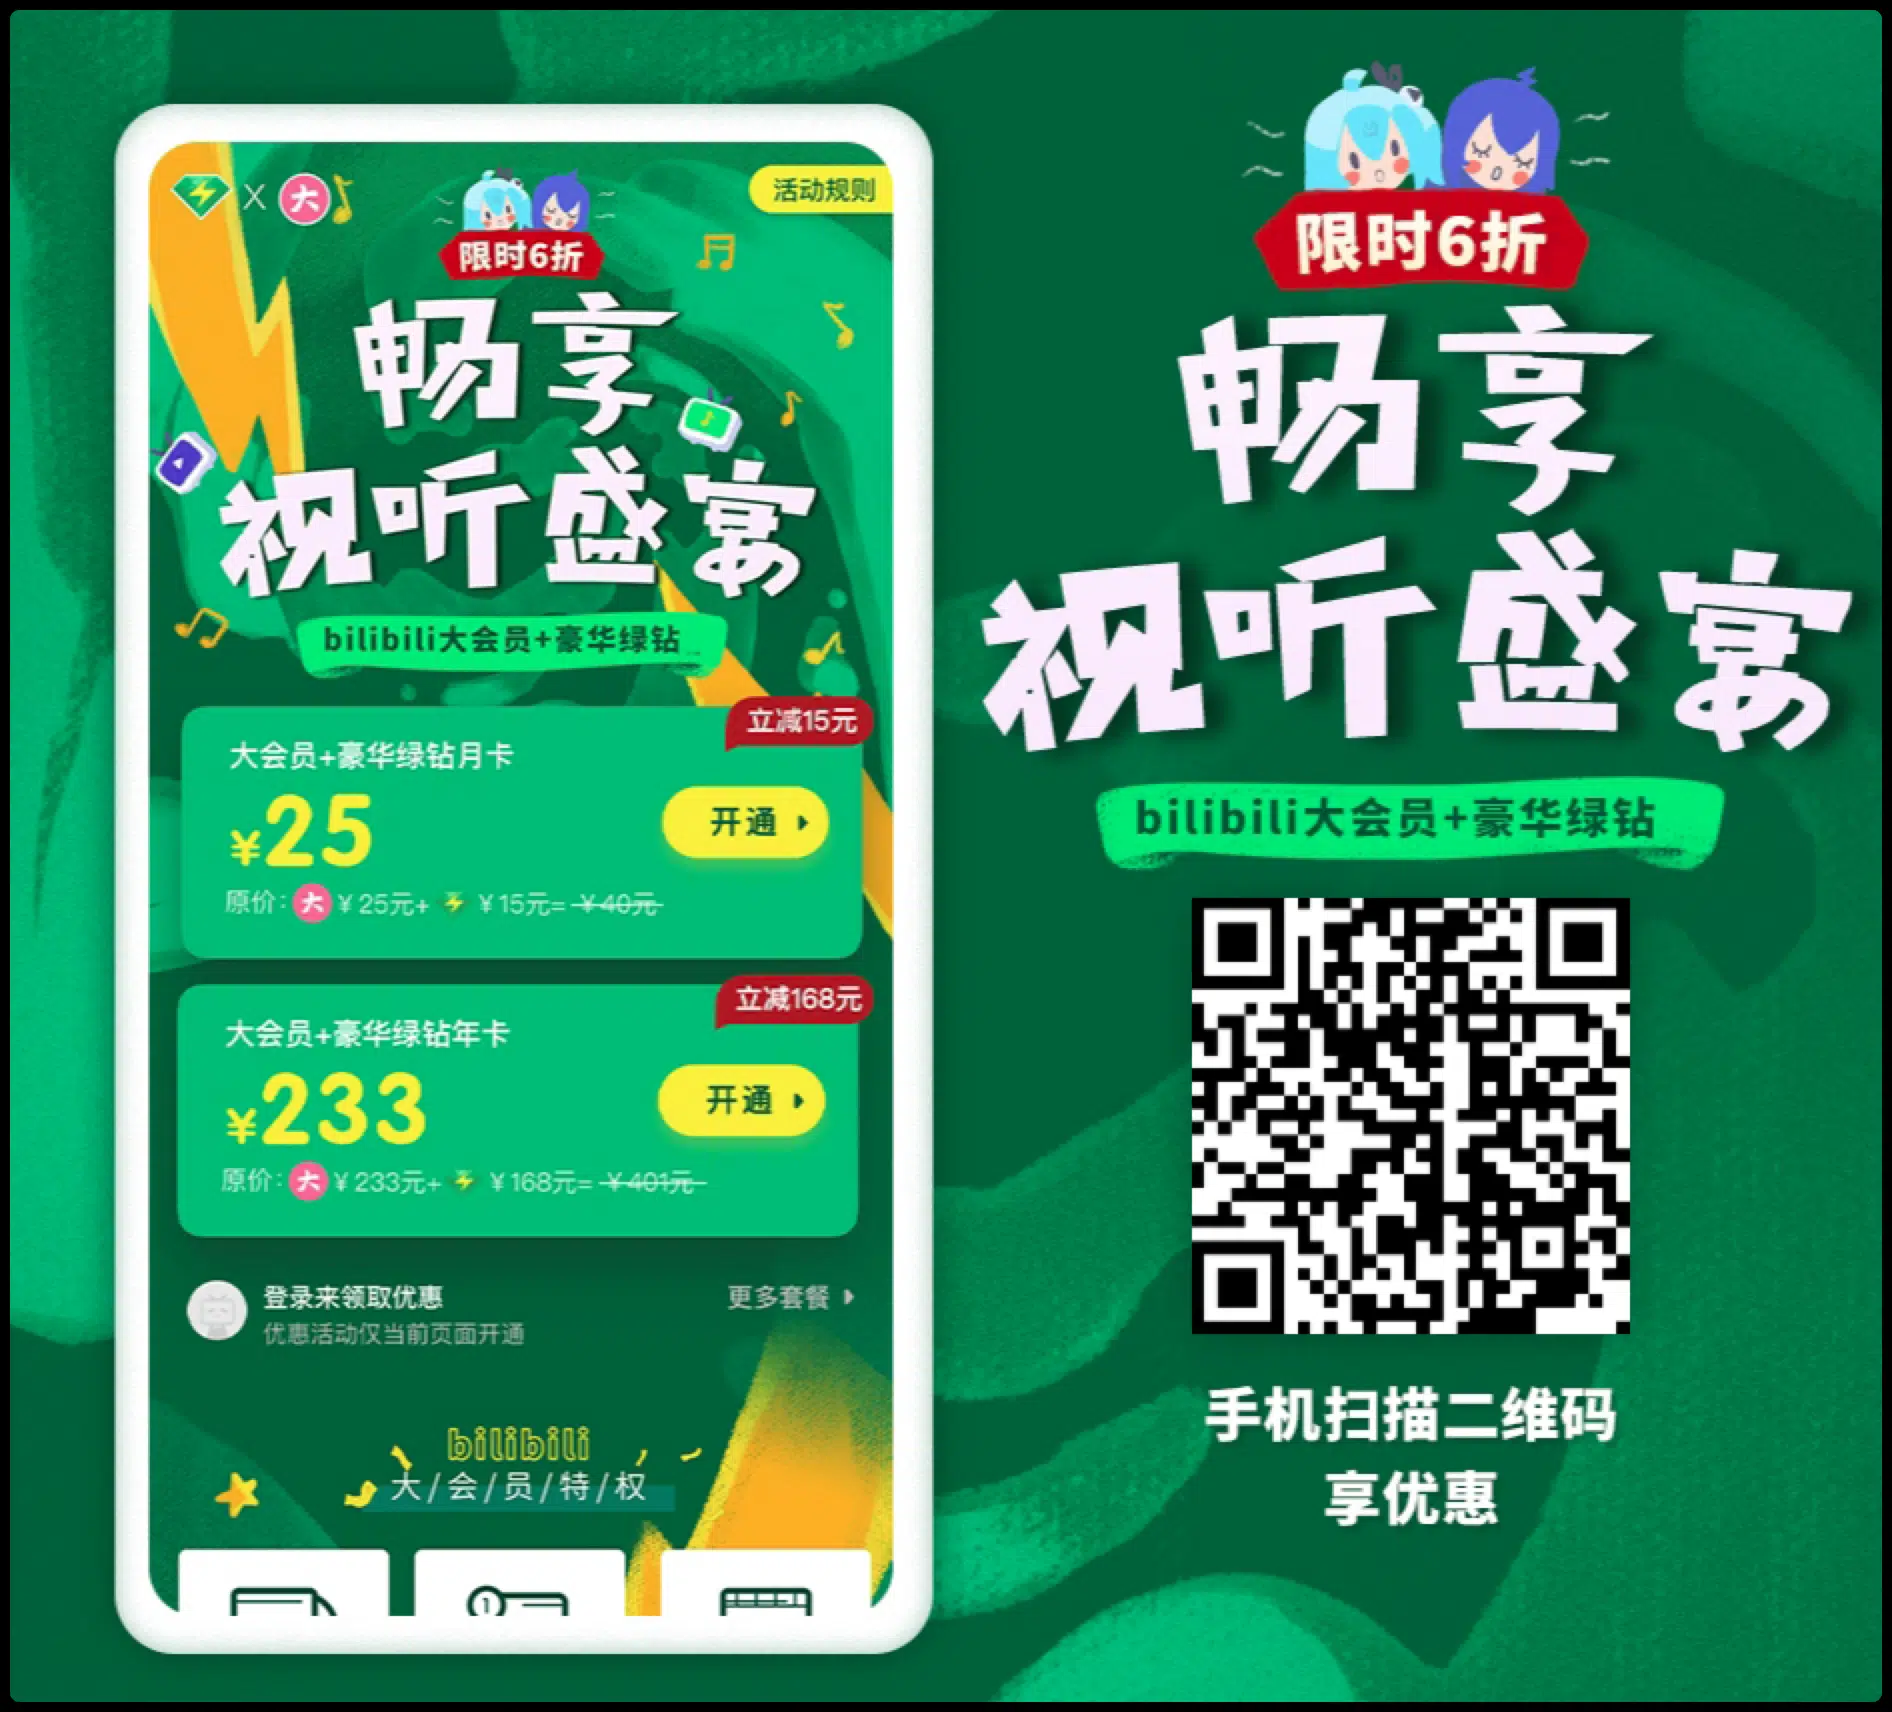 X 大
活动规则
限时6折
畅享
视听盛宴
bilibili大会员+豪华绿钻
立减15元
大会员+豪华绿钻月卡
¥25
开通
原价: 大 ¥25元+ ¥15元= ¥40元
立减168元
大会员+豪华绿钻年卡
¥233
开通
原价: 大 ¥233元+ ¥168元= ¥401元
登录来领取优惠
更多套餐
优惠活动仅当前页面开通
bilibili
大/会/员/特/权
1
限时6折
畅享
视听盛宴
bilibili大会员+豪华绿钻
手机扫描二维码
享优惠